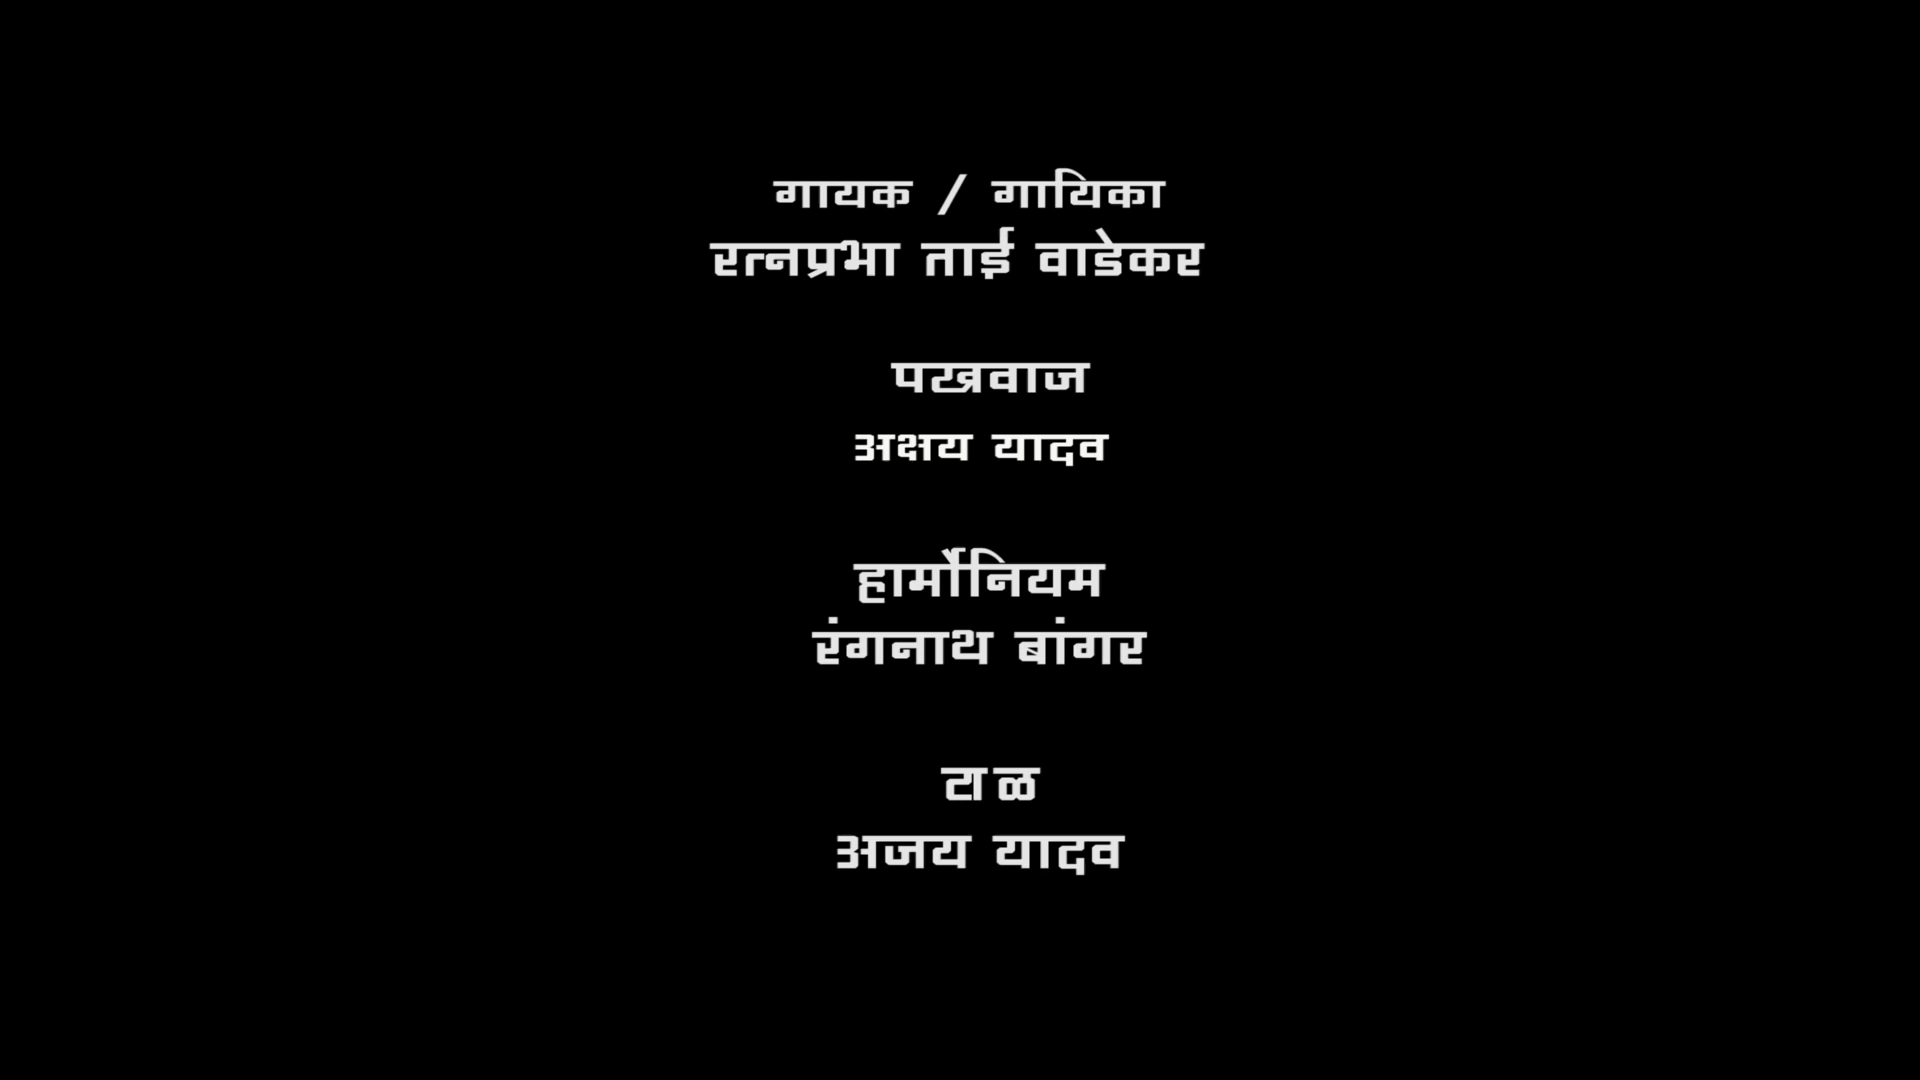 गायक / गायिका
रत्नप्रभा ताई वाडेकर
पखवाज
अक्षय यादव
हार्मोनियम
रंगनाथ बांगर
टाळ
अजय यादव